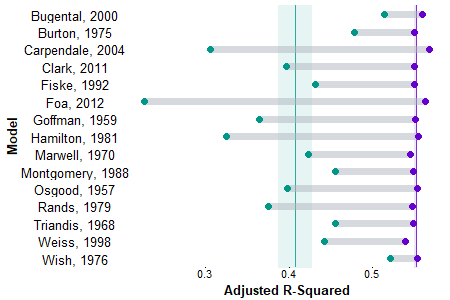 Bugental, 2000
Burton, 1975
Carpendale, 2004
Clark, 2011
Fiske, 1992
Foa, 2012
Goffman, 1959
Hamilton, 1981
Marwell, 1970
Montgomery, 1988
Osgood, 1957
Rands, 1979
Triandis, 1968
Weiss, 1998
Wish, 1976
Model
0.3 0.4 0.5
Adjusted R-Squared